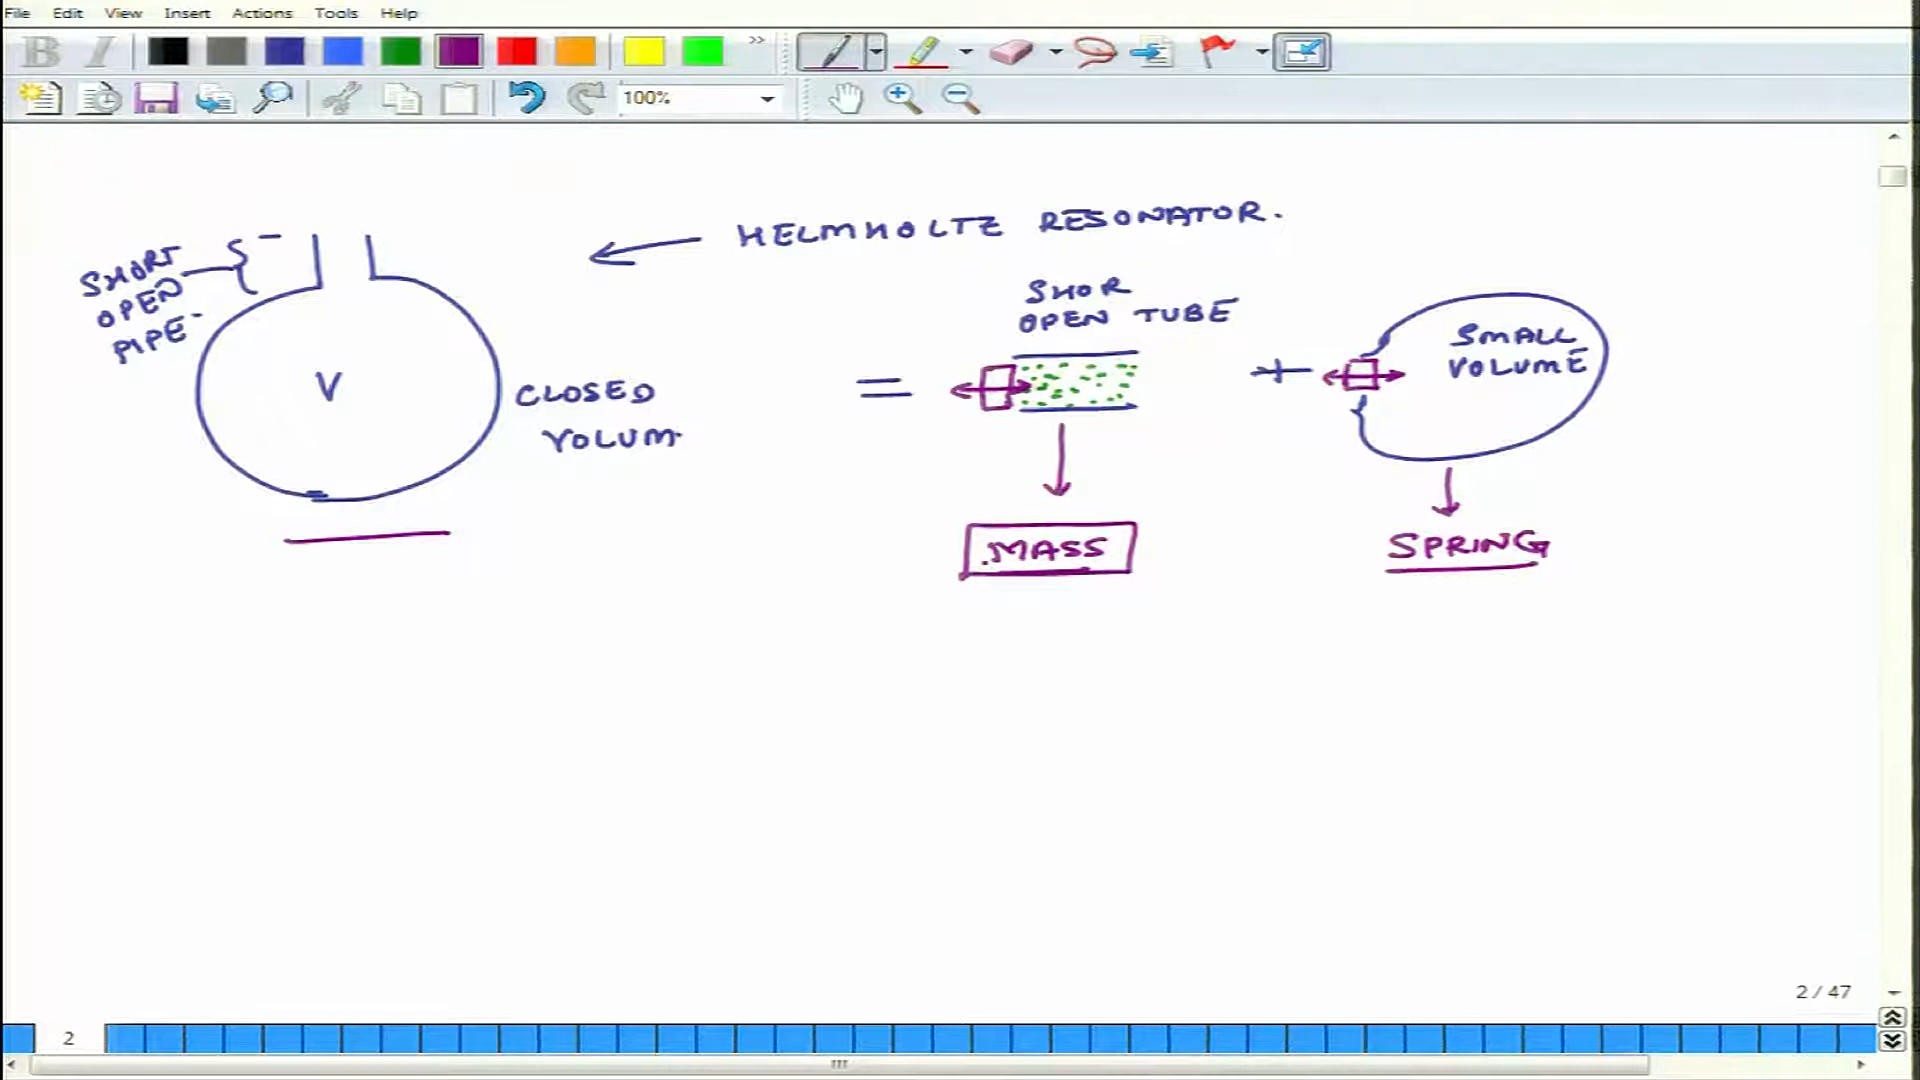 File Edit View Insert Actions Tools Help
100%
HELMHOLTZ RESONATOR.
SHORT
OPEN
PIPE
V
CLOSED
VOLUM
=
SHOR
OPEN TUBE
+
SMALL
VOLUME
MASS
SPRING
2 / 47
2